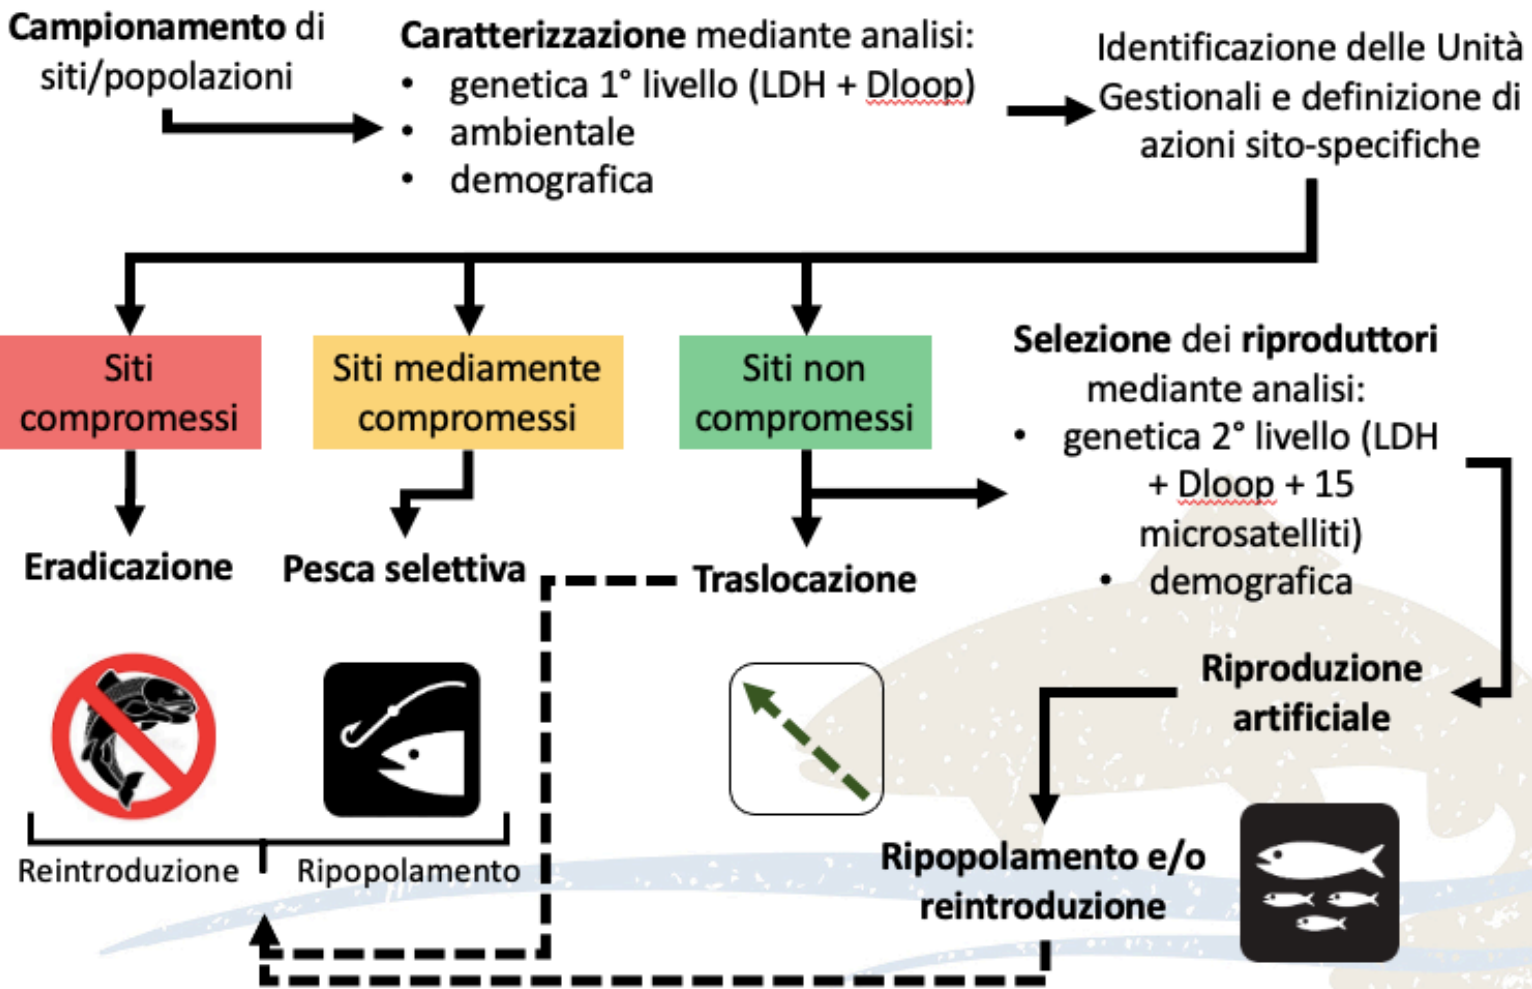 Campionamento di
siti/popolazioni
Caratterizzazione mediante analisi:
• genetica 1° livello (LDH + Dloop)
• ambientale
• demografica
Identificazione delle Unità
Gestionali e definizione di
azioni sito-specifiche
Siti
compromessi
Siti mediamente
compromessi
Siti non
compromessi
Selezione dei riproduttori
mediante analisi:
• genetica 2° livello (LDH
+ Dloop + 15
microsatelliti)
• demografica
Eradicazione
Pesca selettiva
Traslocazione
Riproduzione
artificiale
Reintroduzione
Ripopolamento
Ripopolamento e/o
reintroduzione